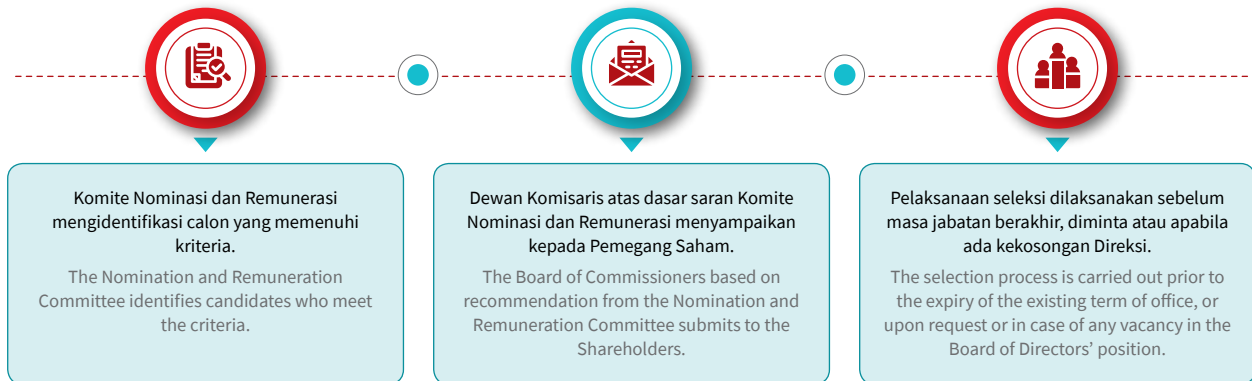 Komite Nominasi dan Remunerasi
mengidentifikasi calon yang memenuhi
kriteria.
The Nomination and Remuneration
Committee identifies candidates who meet
the criteria.
Dewan Komisaris atas dasar saran Komite
Nominasi dan Remunerasi menyampaikan
kepada Pemegang Saham.
The Board of Commissioners based on
recommendation from the Nomination and
Remuneration Committee submits to the
Shareholders.
Pelaksanaan seleksi dilaksanakan sebelum
masa jabatan berakhir, diminta atau apabila
ada kekosongan Direksi.
The selection process is carried out prior to
the expiry of the existing term of office, or
upon request or in case of any vacancy in the
Board of Directors’ position.